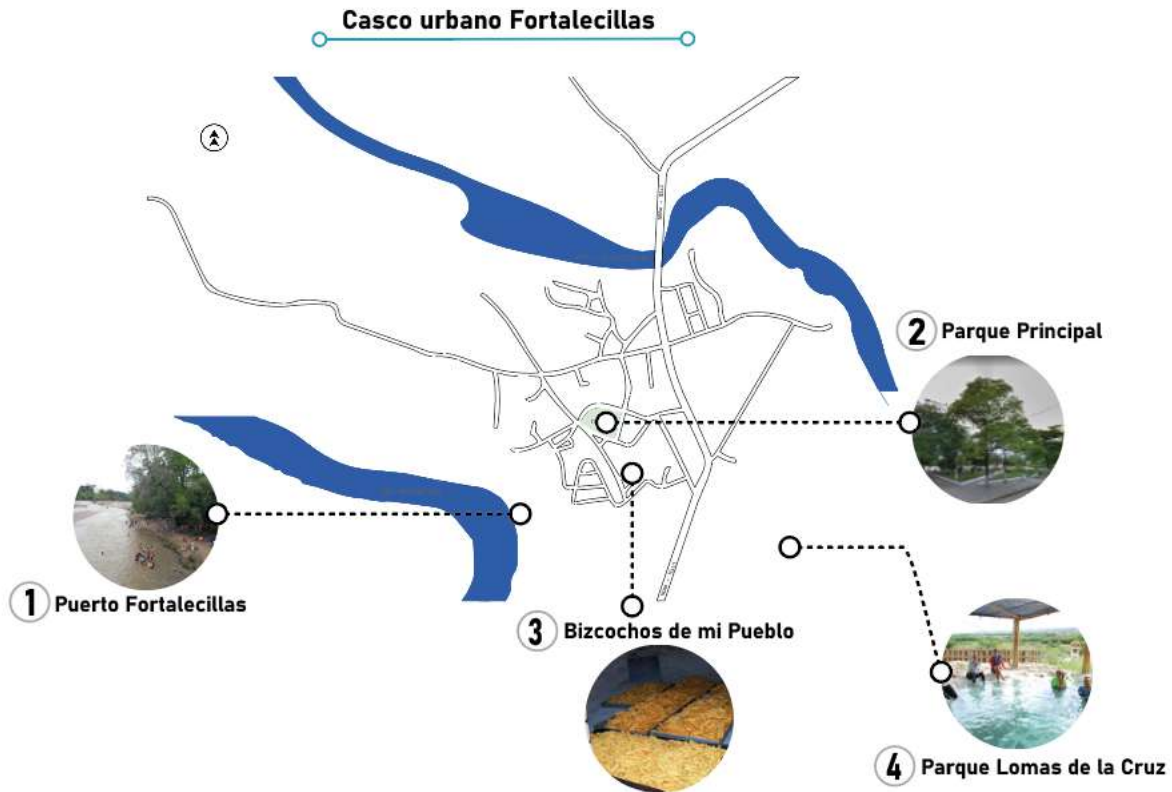 Casco urbano Fortalecillas
2 Parque Principal
1 Puerto Fortalecillas
3 Bizcochos de mi Pueblo
4 Parque Lomas de la Cruz